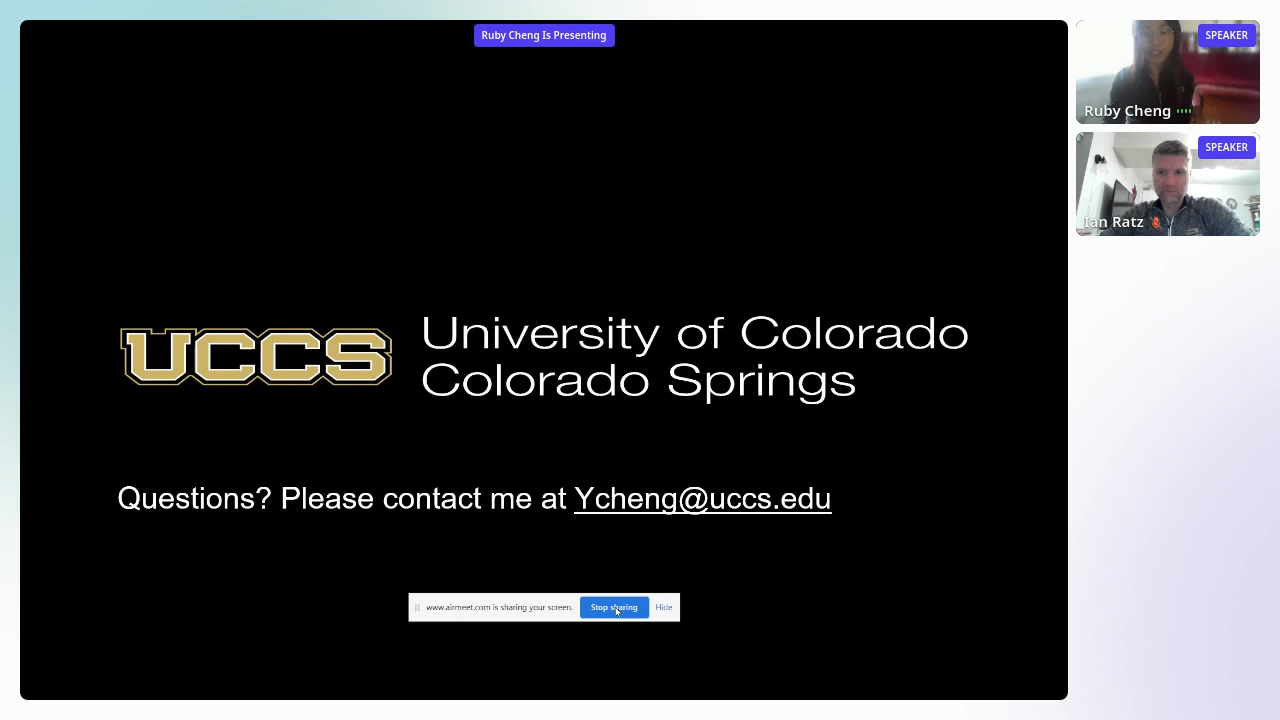 Ruby Cheng Is Presenting
SPEAKER
Ruby Cheng
SPEAKER
Ian Ratz
UCCS
University of Colorado
Colorado Springs
Questions? Please contact me at Ycheng@uccs.edu
www.airmeet.com is sharing your screen. Stop sharing Hide